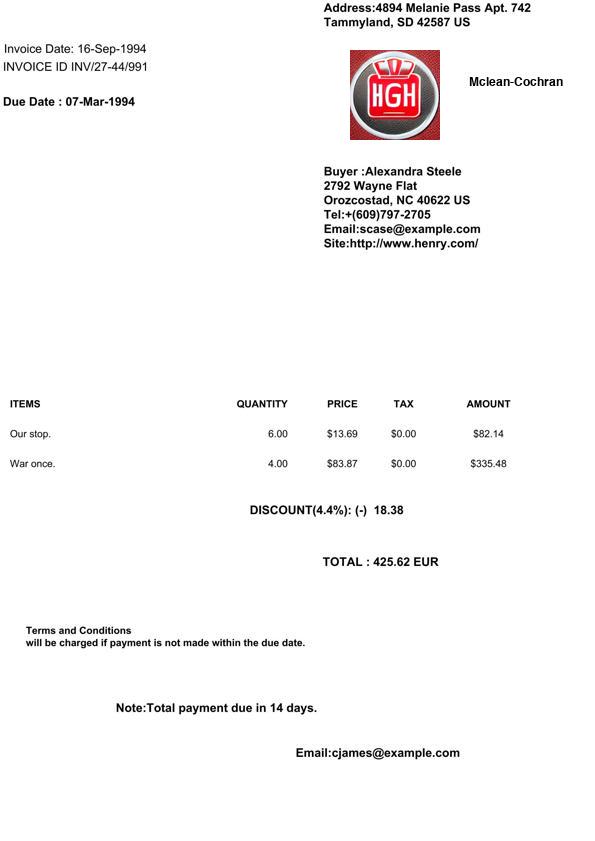 Address:4894 Melanie Pass Apt. 742
Tammyland, SD 42587 US
Invoice Date: 16-Sep-1994
INVOICE ID INV/27-44/991
Due Date : 07-Mar-1994
HGH
Mclean-Cochran
Buyer :Alexandra Steele
2792 Wayne Flat
Orozcostad, NC 40622 US
Tel:+(609)797-2705
Email:scase@example.com
Site:http://www.henry.com/
ITEMS QUANTITY PRICE TAX AMOUNT
Our stop. 6.00 $13.69 $0.00 $82.14
War once. 4.00 $83.87 $0.00 $335.48
DISCOUNT(4.4%): (-) 18.38
TOTAL : 425.62 EUR
Terms and Conditions
will be charged if payment is not made within the due date.
Note:Total payment due in 14 days.
Email:cjames@example.com